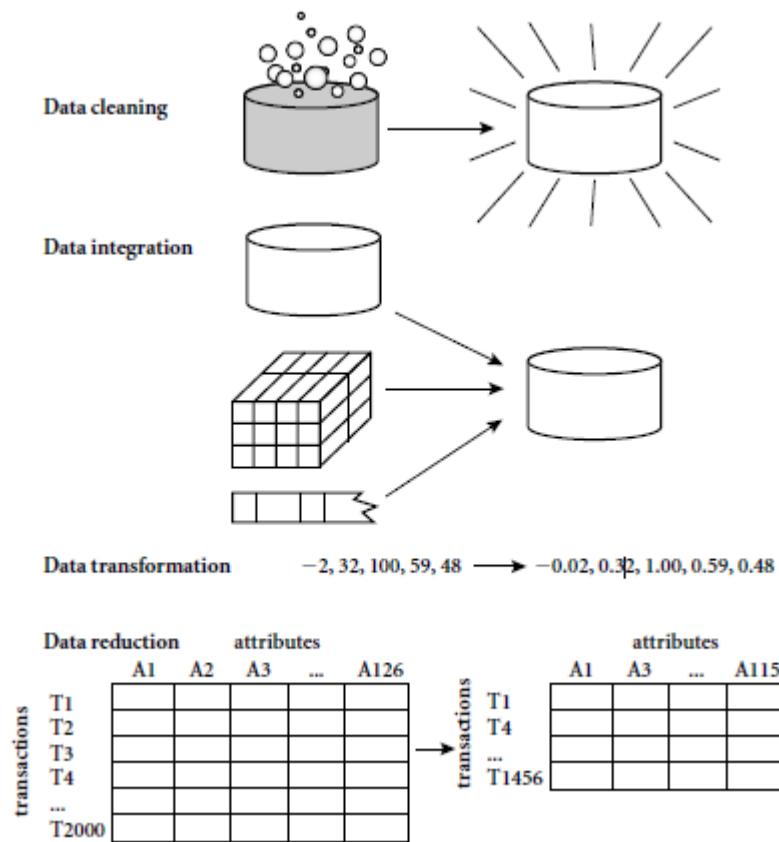 Data cleaning
Data integration
Data transformation −2, 32, 100, 59, 48 −0.02, 0.32, 1.00, 0.59, 0.48
Data reduction attributes
A1 A2 A3 ... A126
transactions
T1
T2
T3
T4
...
T2000
attributes
A1 A3 ... A115
transactions
T1
T4
...
T1456